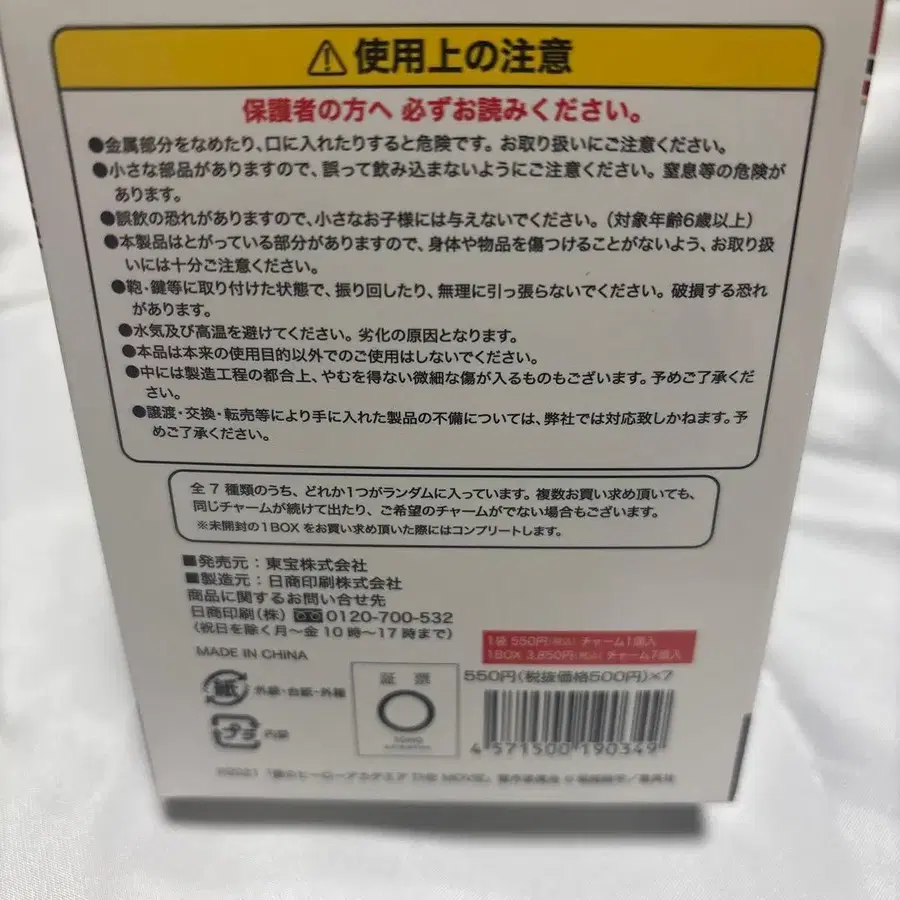 ⚠使用上の注意
保護者の方へ 必ずお読みください。
●金属部分をなめたり、口に入れたりすると危険です。お取り扱いにご注意ください。
●小さな部品がありますので、誤って飲み込まないようにご注意ください。窒息等の危険が
あります。
●誤飲の恐れがありますので、小さなお子様には与えないでください。(対象年齢6歳以上)
●本製品はとがっている部分がありますので、身体や物品を傷つけることがないよう、お取り扱
いには十分ご注意ください。
●鞄・鍵等に取り付けた状態で、振り回したり、無理に引っ張らないでください。破損する恐れ
があります。
●水気及び高温を避けてください。劣化の原因となります。
●本品は本来の使用目的以外でのご使用はしないでください。
●中には製造工程の都合上、やむを得ない微細な傷が入るものもございます。予めご了承くだ
さい。
●譲渡・交換・転売等により手に入れた製品の不備については、弊社では対応致しかねます。予
めご了承ください。
全7種類のうち、どれか1つがランダムに入っています。複数お買い求め頂いても、
同じチャームが続けて出たり、ご希望のチャームがでない場合もございます。
※未開封の1BOXをお買い求め頂いた際にはコンプリートします。
■発売元:東宝株式会社
■製造元:日商印刷株式会社
商品に関するお問い合せ先
日商印刷(株) 0120-700-532
(祝日を除く月～金10時～17時まで)
MADE IN CHINA
1袋 550円(税込) チャーム1個入
1BOX 3,850円(税込) チャーム7個入
550円(税抜価格500円)×7
紙 外袋・台紙・外箱
プラ 内袋
証票
TOHO
4 571500 190349
©2021 「僕のヒーローアカデミア THE MOVIE」製作委員会 ©堀越耕平/集英社